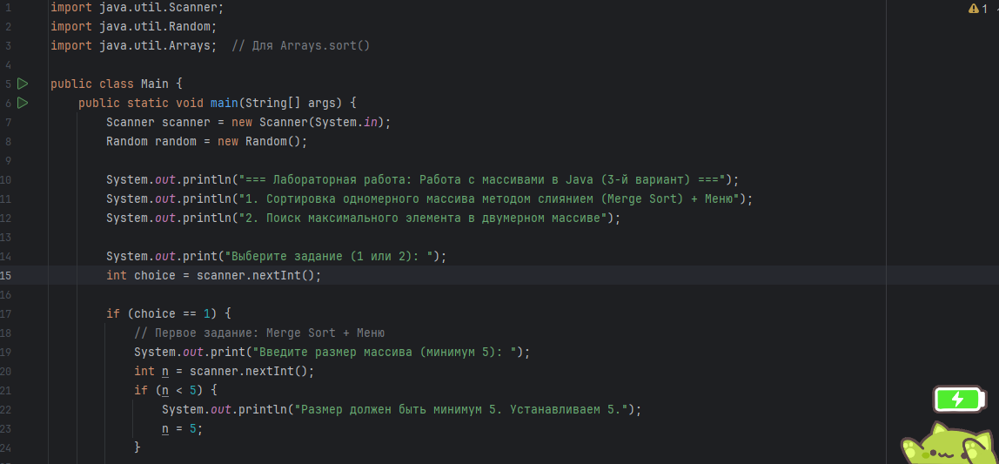 1 import java.util.Scanner;
2 import java.util.Random;
3 import java.util.Arrays;  // Для Arrays.sort()
4
5 public class Main {
6     public static void main(String[] args) {
7         Scanner scanner = new Scanner(System.in);
8         Random random = new Random();
9
10         System.out.println("=== Лабораторная работа: Работа с массивами в Java (3-й вариант) ===");
11         System.out.println("1. Сортировка одномерного массива методом слиянием (Merge Sort) + Меню");
12         System.out.println("2. Поиск максимального элемента в двумерном массиве");
13
14         System.out.print("Выберите задание (1 или 2): ");
15         int choice = scanner.nextInt();
16
17         if (choice == 1) {
18             // Первое задание: Merge Sort + Меню
19             System.out.print("Введите размер массива (минимум 5): ");
20             int n = scanner.nextInt();
21             if (n < 5) {
22                 System.out.println("Размер должен быть минимум 5. Устанавливаем 5.");
23                 n = 5;
24             }
1